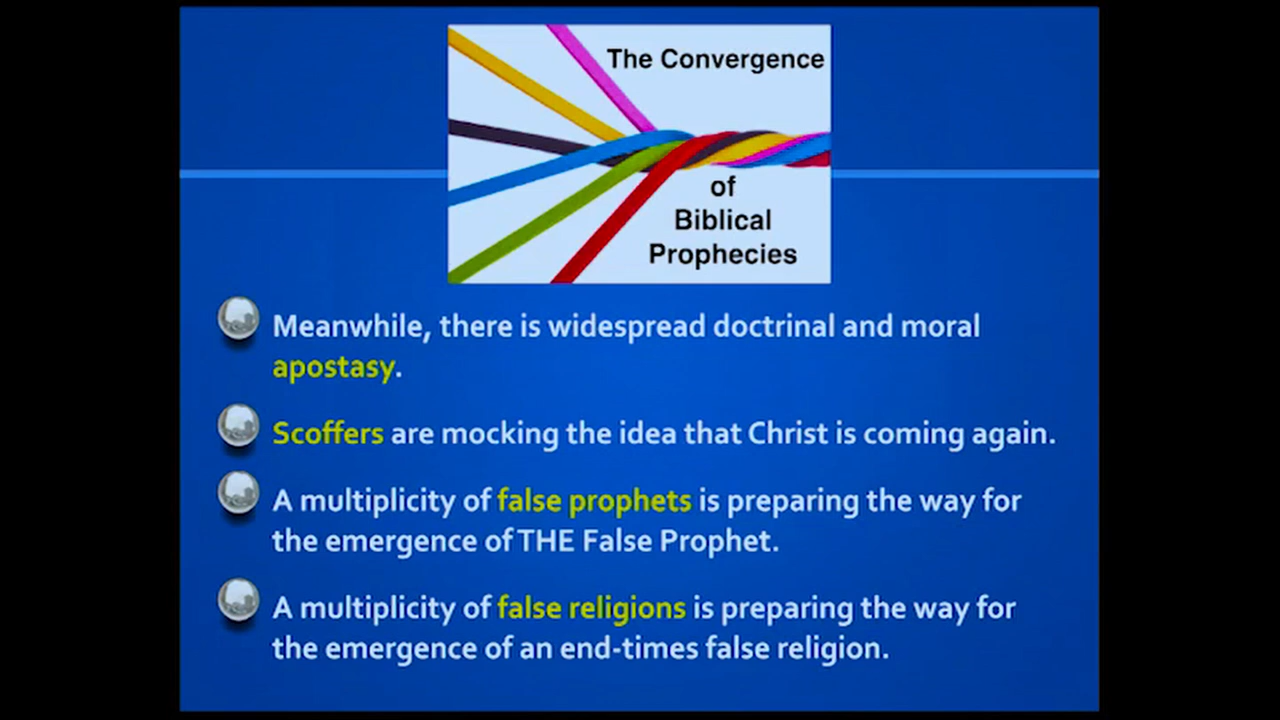 The Convergence
of
Biblical
Prophecies
Meanwhile, there is widespread doctrinal and moral
apostasy.
Scoffers are mocking the idea that Christ is coming again.
A multiplicity of false prophets is preparing the way for
the emergence of THE False Prophet.
A multiplicity of false religions is preparing the way for
the emergence of an end-times false religion.